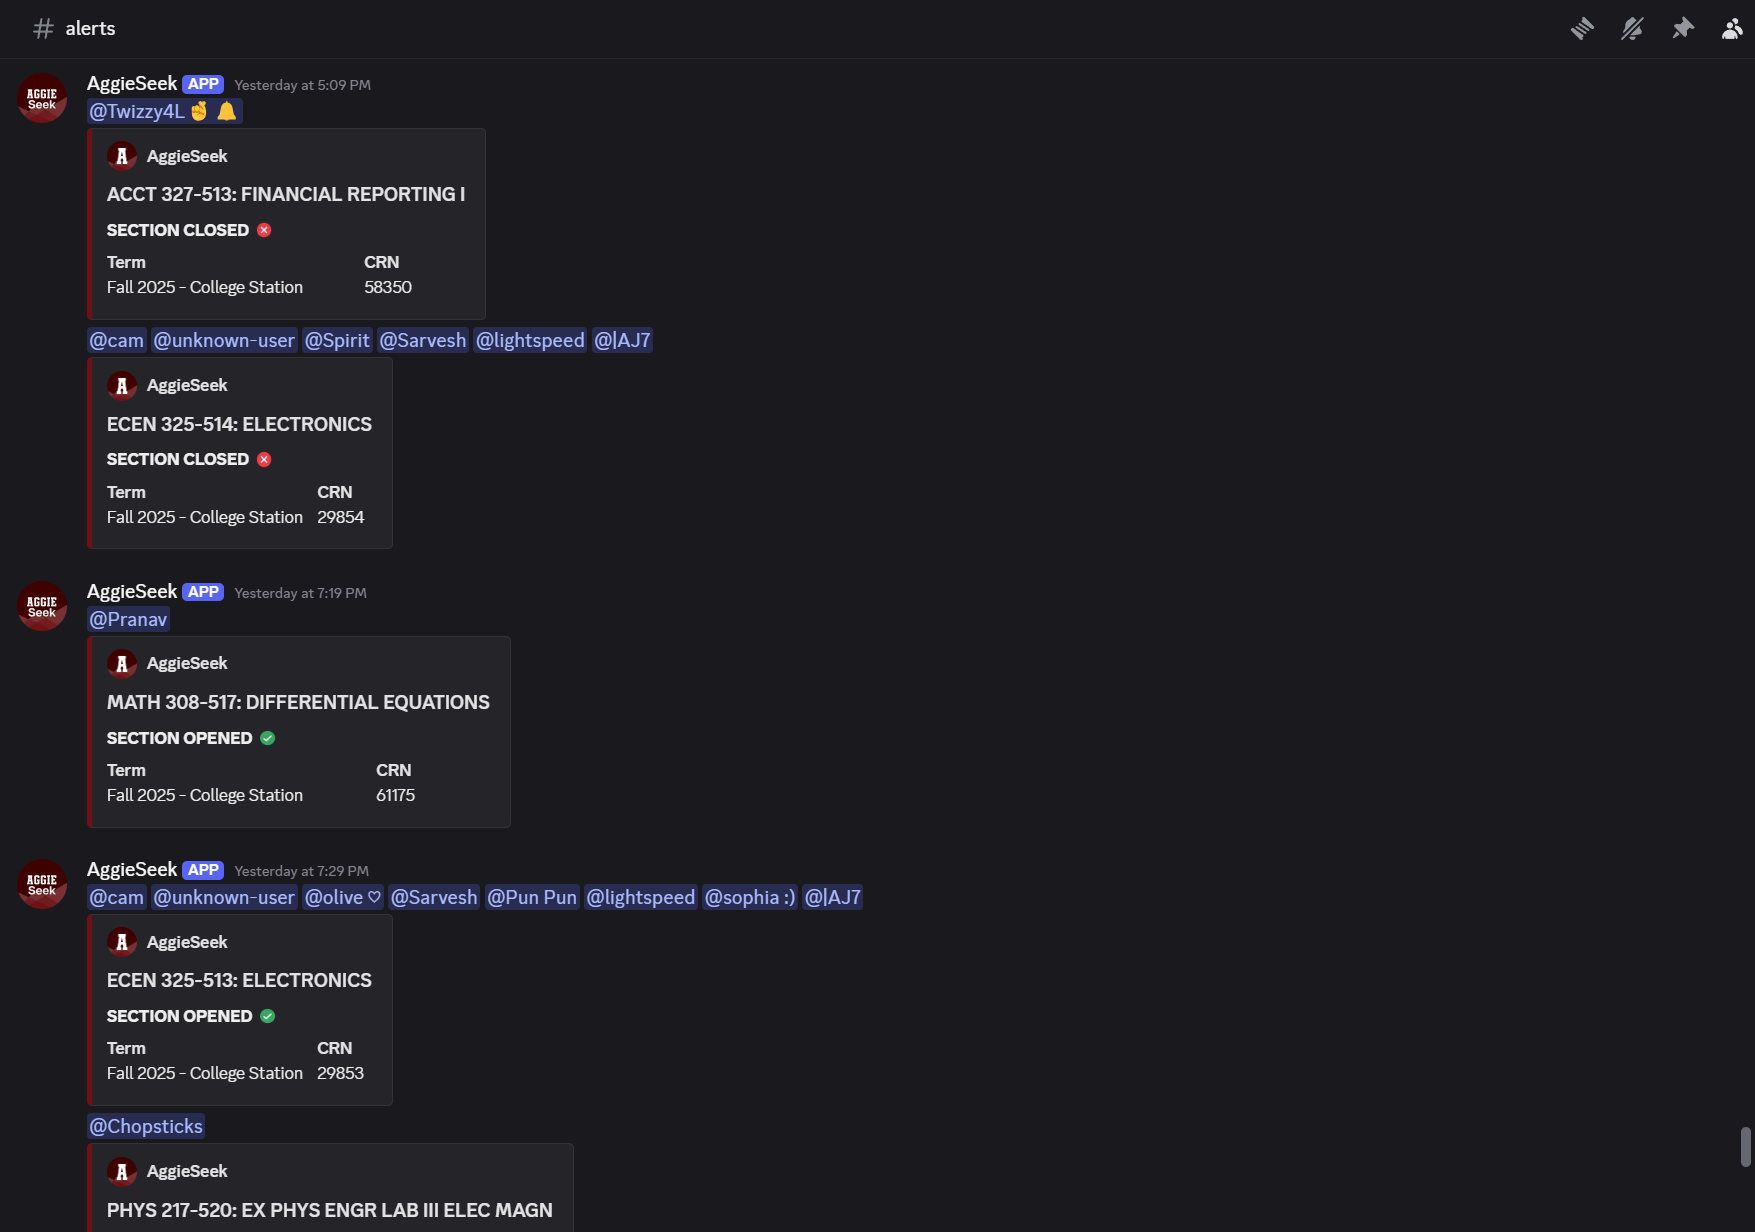 # alerts
AGGIE
Seek
AggieSeek APP Yesterday at 5:09 PM
@Twizzy4L✌️ 🔔
A AggieSeek
ACCT 327-513: FINANCIAL REPORTING I
SECTION CLOSED
Term CRN
Fall 2025 - College Station 58350
@cam @unknown-user @Spirit @Sarvesh @lightspeed @|AJ7
A AggieSeek
ECEN 325-514: ELECTRONICS
SECTION CLOSED
Term CRN
Fall 2025 - College Station 29854
AGGIE
Seek
AggieSeek APP Yesterday at 7:19 PM
@Pranav
A AggieSeek
MATH 308-517: DIFFERENTIAL EQUATIONS
SECTION OPENED
Term CRN
Fall 2025 - College Station 61175
AGGIE
Seek
AggieSeek APP Yesterday at 7:29 PM
@cam @unknown-user @olive ♡ @Sarvesh @Pun Pun @lightspeed @sophia :) @|AJ7
A AggieSeek
ECEN 325-513: ELECTRONICS
SECTION OPENED
Term CRN
Fall 2025 - College Station 29853
@Chopsticks
A AggieSeek
PHYS 217-520: EX PHYS ENGR LAB III ELEC MAGN